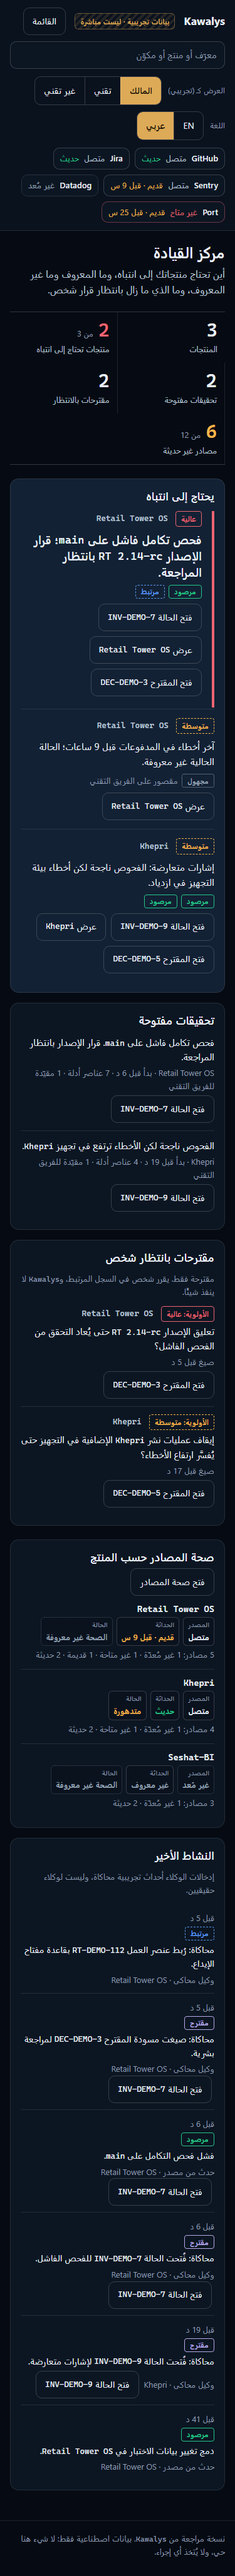 Kawalys
بيانات تجريبية · ليست مباشرة
القائمة
معرّف أو منتج أو مكوّن
العرض كـ (تجريبي)
المالك
تقني
غير تقني
اللغة
EN
عربي
GitHub متصل حديث
Jira متصل حديث
Sentry متصل قديم · قبل 9 س
Datadog غير مُعد
Port غير متاح قديم · قبل 25 س
مركز القيادة
أين تحتاج منتجاتك إلى انتباه، وما المعروف وما غير
المعروف، وما الذي ما زال بانتظار قرار شخص.
3
المنتجات
2 من 3
منتجات تحتاج إلى انتباه
2
تحقيقات مفتوحة
2
مقترحات بالانتظار
6 من 12
مصادر غير حديثة
يحتاج إلى انتباه
عالية Retail Tower OS
فحص تكامل فاشل على main؛ قرار
الإصدار RT 2.14-rc بانتظار
المراجعة.
مرصود مرتبط
فتح الحالة INV-DEMO-7
عرض Retail Tower OS
فتح المقترح DEC-DEMO-3
متوسطة Retail Tower OS
آخر أخطاء في المدفوعات قبل 9 ساعات؛ الحالة
الحالية غير معروفة.
مجهول مقصور على الفريق التقني
عرض Retail Tower OS
متوسطة Khepri
إشارات متعارضة: الفحوص ناجحة لكن أخطاء بيئة
التجهيز في ازدياد.
مرصود مرصود
فتح الحالة INV-DEMO-9
عرض Khepri
فتح المقترح DEC-DEMO-5
تحقيقات مفتوحة
فحص تكامل فاشل على main، قرار الإصدار بانتظار
المراجعة.
Retail Tower OS · بدأ قبل 6 د · 7 عناصر أدلة · 1 مقيّدة
للفريق التقني
فتح الحالة INV-DEMO-7
الفحوص ناجحة لكن الأخطاء ترتفع في تجهيز Khepri.
Khepri · بدأ قبل 19 د · 4 عناصر أدلة · 1 مقيّدة للفريق
التقني
فتح الحالة INV-DEMO-9
مقترحات بانتظار شخص
مقترحة فقط. يقرر شخص في السجل المرتبط، وKawalys لا
ينفذ شيئًا.
الأولوية: عالية Retail Tower OS
تعليق الإصدار RT 2.14-rc حتى يُعاد التحقق من
الفحص الفاشل؟
صيغ قبل 5 د
فتح المقترح DEC-DEMO-3
الأولوية: متوسطة Khepri
إيقاف عمليات نشر Khepri الإضافية في التجهيز حتى
يُفسَّر ارتفاع الأخطاء؟
صيغ قبل 17 د
فتح المقترح DEC-DEMO-5
صحة المصادر حسب المنتج
فتح صحة المصادر
Retail Tower OS
المصدر
متصل
الحداثة
قديم · قبل 9 س
الحالة
الصحة غير معروفة
5 مصادر: 1 غير مُعدّة · 1 غير متاحة · 1 قديمة · 2 حديثة
Khepri
المصدر
متصل
الحداثة
حديث
الحالة
متدهورة
4 مصادر: 1 غير مُعدّة · 1 غير متاحة · 2 حديثة
Seshat-BI
المصدر
غير مُعد
الحداثة
غير معروف
الحالة
الصحة غير معروفة
3 مصادر: 1 غير مُعدّة · 2 حديثة
النشاط الأخير
إدخالات الوكلاء أحداث تجريبية محاكاة، وليست لوكلاء
حقيقيين.
قبل 5 د
مرتبط
محاكاة: رُبط عنصر العمل RT-DEMO-112 بقاعدة مفتاح
الإيداع.
وكيل محاكى · Retail Tower OS
قبل 5 د
مقترح
محاكاة: صيغت مسودة المقترح DEC-DEMO-3 لمراجعة
بشرية.
وكيل محاكى · Retail Tower OS
فتح الحالة INV-DEMO-7
قبل 6 د
مرصود
فشل فحص التكامل على main.
حدث من مصدر · Retail Tower OS
فتح الحالة INV-DEMO-7
قبل 6 د
مقترح
محاكاة: فُتحت الحالة INV-DEMO-7 للفحص الفاشل.
وكيل محاكى · Retail Tower OS
فتح الحالة INV-DEMO-7
قبل 19 د
مقترح
محاكاة: فُتحت الحالة INV-DEMO-9 لإشارات متعارضة.
وكيل محاكى · Khepri
فتح الحالة INV-DEMO-9
قبل 41 د
مرصود
دمج تغيير بيانات الاختبار في Retail Tower OS.
حدث من مصدر · Retail Tower OS
نسخة مراجعة من Kawalys. بيانات اصطناعية فقط؛ لا شيء هنا
حي، ولا يُتخذ أي إجراء.